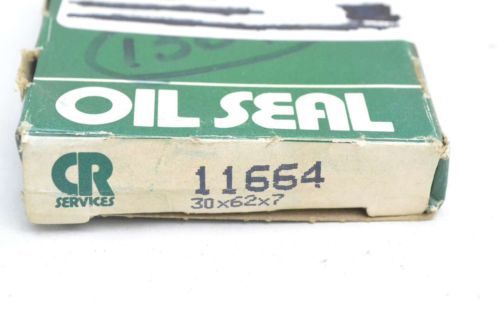 OIL SEAL
CR
SERVICES
11664
30x62x7